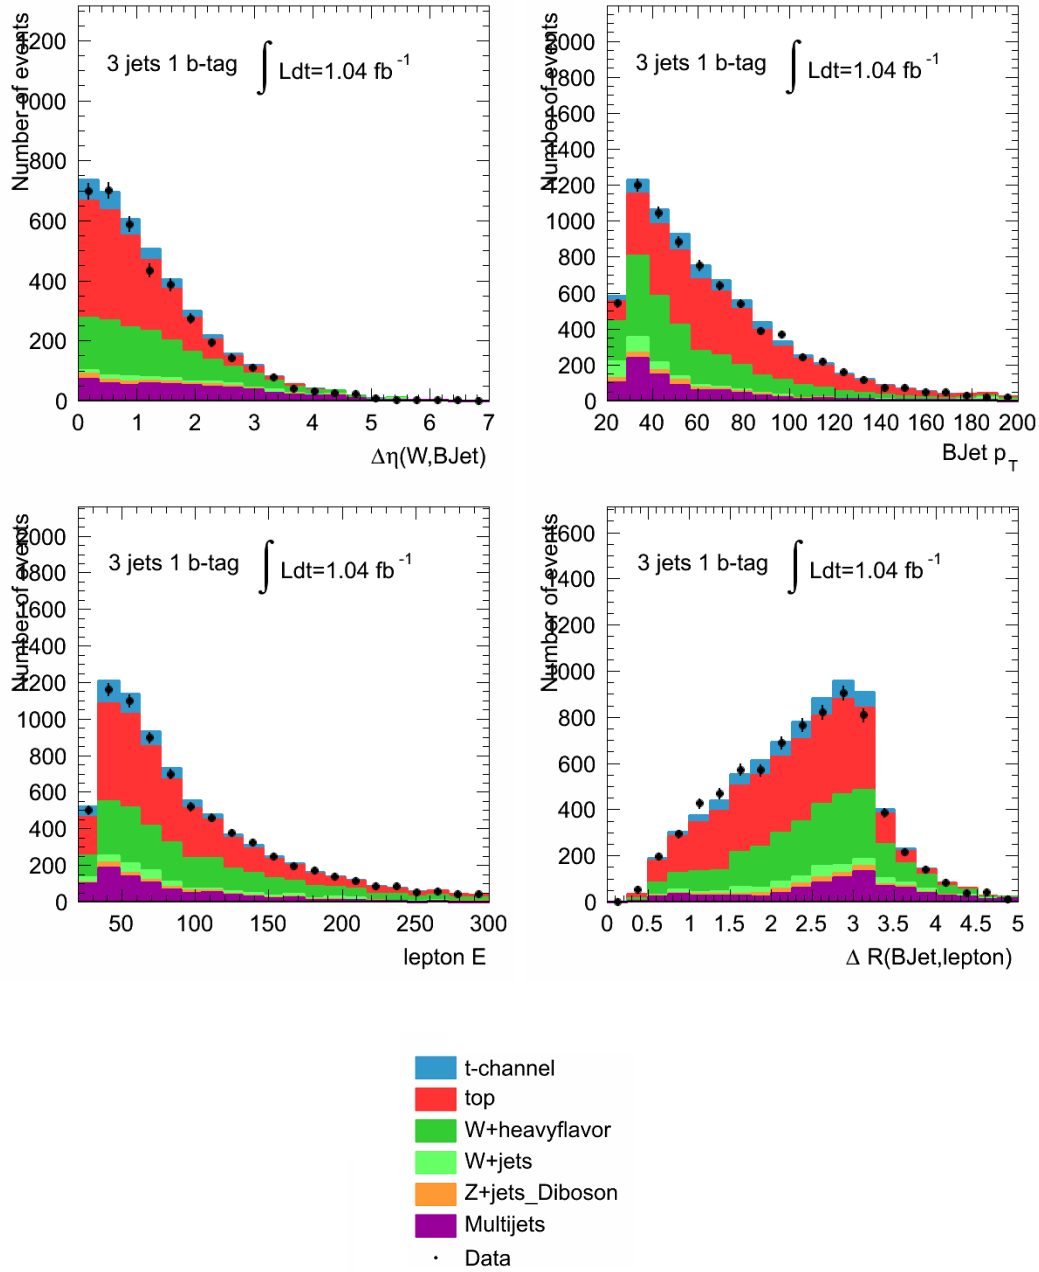 Number of events
3 jets 1 b-tag ∫ Ldt=1.04 fb -1
1200
1000
800
600
400
200
0
0 1 2 3 4 5 6 7
Δη(W,BJet)
Number of events
3 jets 1 b-tag ∫ Ldt=1.04 fb -1
2000
1800
1600
1400
1200
1000
800
600
400
200
0
20 40 60 80 100 120 140 160 180 200
BJet pT
Number of events
3 jets 1 b-tag ∫ Ldt=1.04 fb -1
2000
1800
1600
1400
1200
1000
800
600
400
200
0
50 100 150 200 250 300
lepton E
Number of events
3 jets 1 b-tag ∫ Ldt=1.04 fb -1
1600
1400
1200
1000
800
600
400
200
0
0 0.5 1 1.5 2 2.5 3 3.5 4 4.5 5
Δ R(BJet,lepton)
t-channel
top
W+heavyflavor
W+jets
Z+jets_Diboson
Multijets
Data